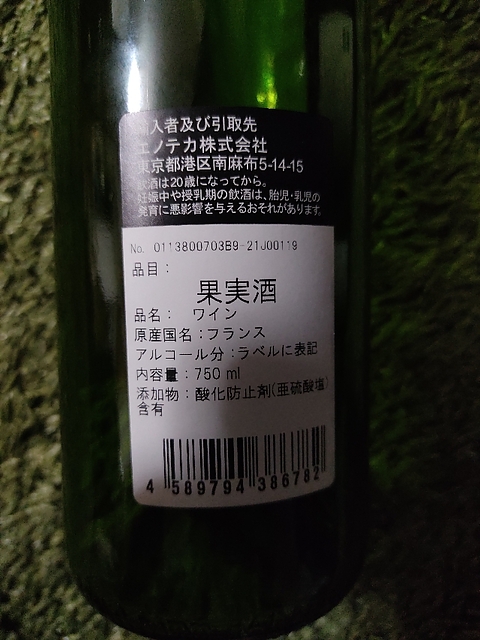 輸入者及び引取先
エノテカ株式会社
東京都港区南麻布5-14-15
飲酒は20歳になってから。
妊娠中や授乳期の飲酒は、胎児・乳児の
発育に悪影響を与えるおそれがあります。
No. 0113800703B9-21J00119
品目：
果実酒
品名： ワイン
原産国名：フランス
アルコール分：ラベルに表記
内容量：750 ml
添加物：酸化防止剤(亜硫酸塩)
含有
4 589794 386782